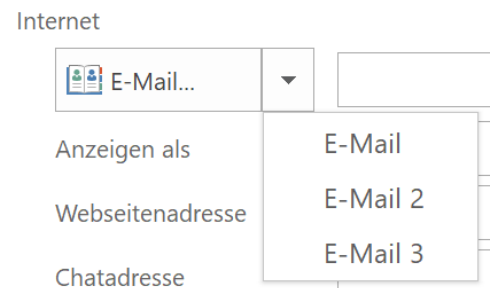 Internet
E-Mail...
E-Mail
Anzeigen als
E-Mail 2
Webseitenadresse
E-Mail 3
Chatadresse